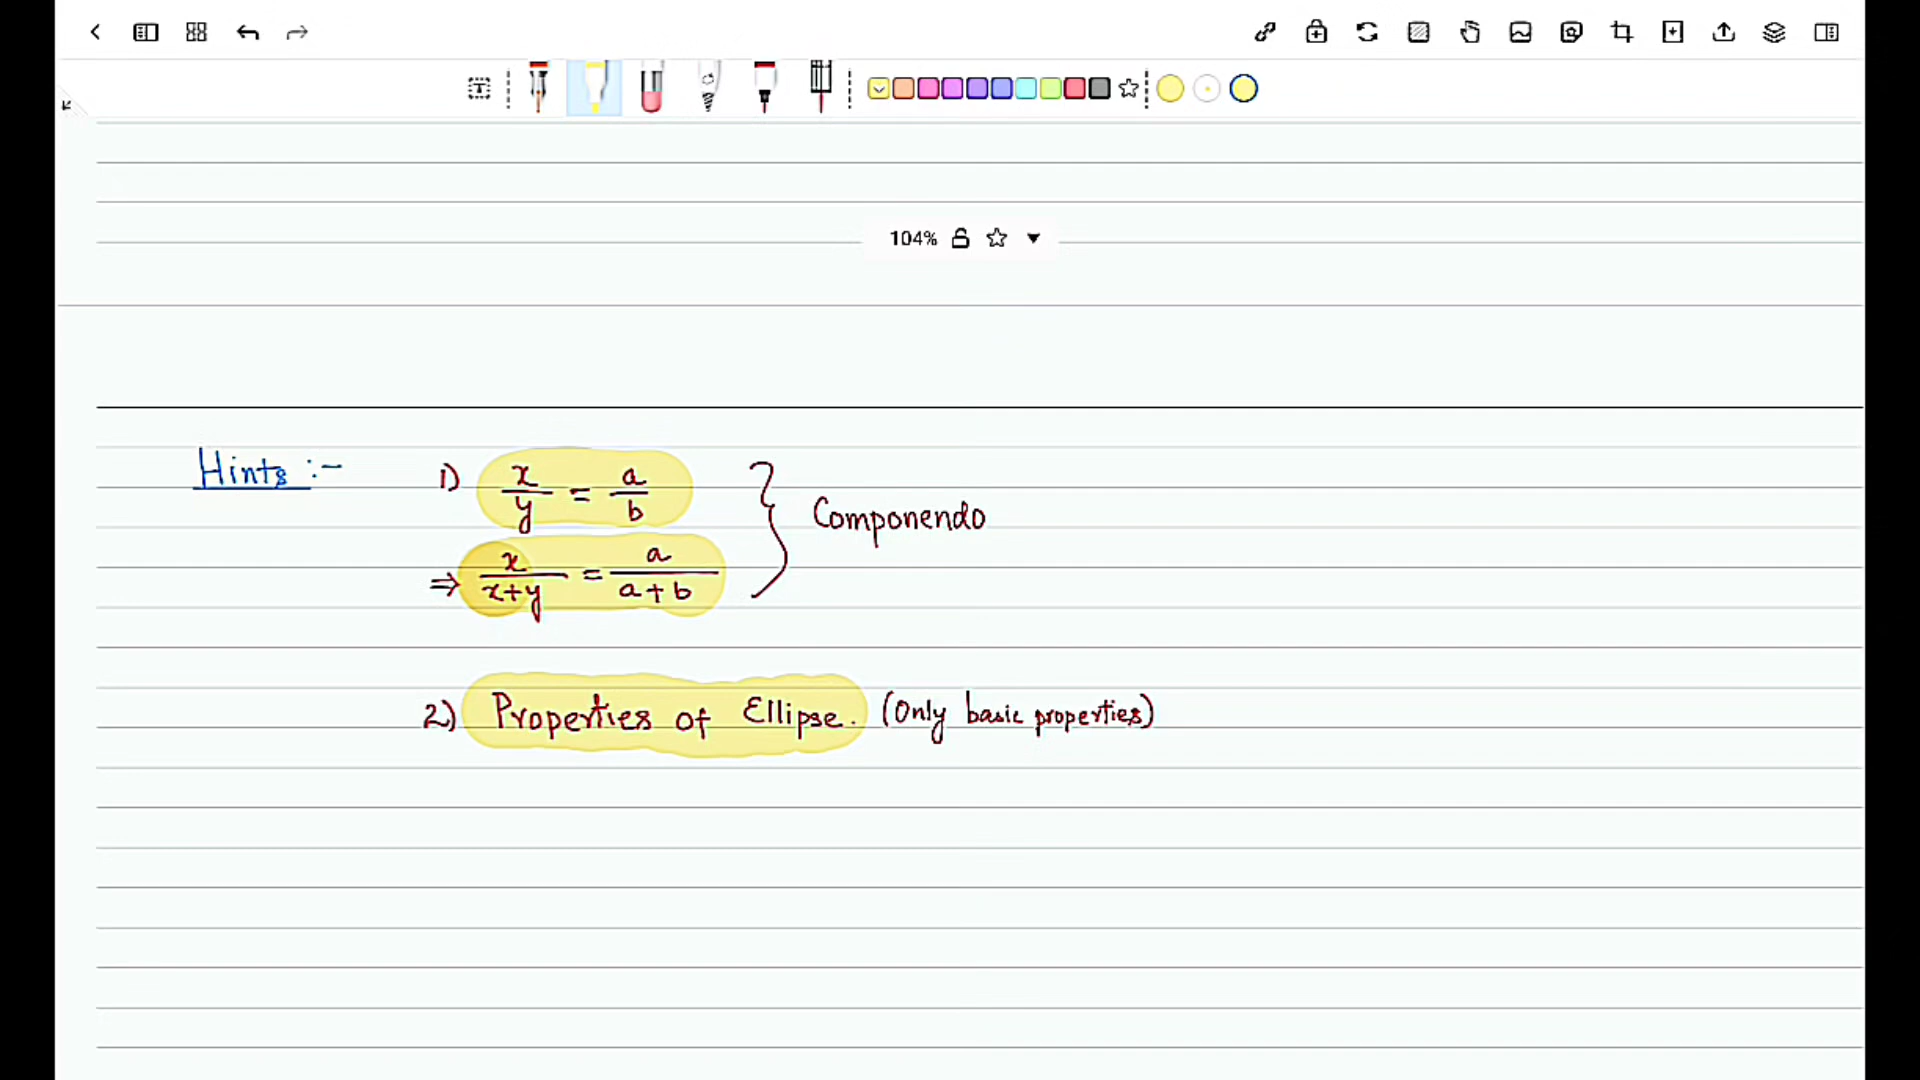 104%
Hints :-
1) x/y = a/b
Componendo
⇒ x/(x+y) = a/(a+b)
2) Properties of Ellipse. (Only basic properties)